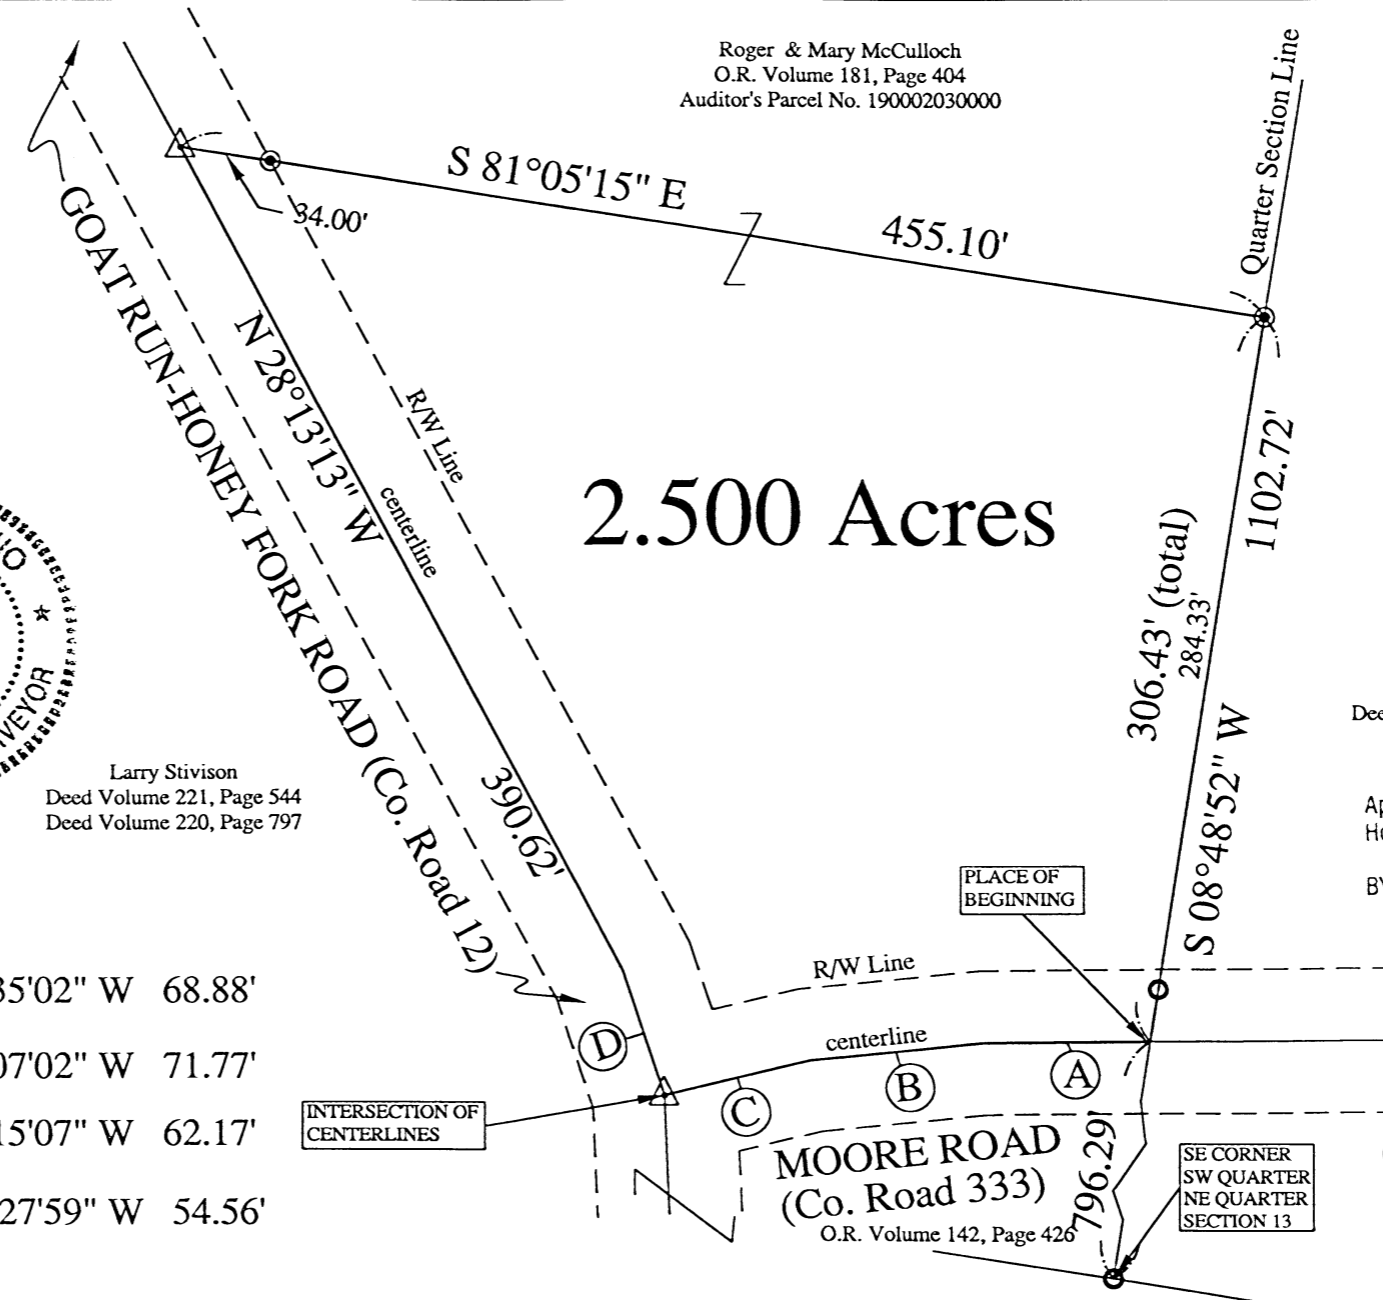 Roger & Mary McCulloch
O.R. Volume 181, Page 404
Auditor's Parcel No. 190002030000
Quarter Section Line
S 81°05'15" E
455.10'
34.00'
GOAT RUN-HONEY FORK ROAD (Co. Road 12)
N 28°13'13" W
centerline
390.62'
R/W Line
2.500 Acres
1102.72'
306.43' (total)
284.33'
S 08°48'52" W
VEYOR
Larry Stivison
Deed Volume 221, Page 544
Deed Volume 220, Page 797
Dee
BY
PLACE OF
BEGINNING
R/W Line
centerline
A
B
C
D
35'02" W 68.88'
07'02" W 71.77'
15'07" W 62.17'
27'59" W 54.56'
INTERSECTION OF
CENTERLINES
MOORE ROAD
(Co. Road 333)
O.R. Volume 142, Page 426
796.29'
SE CORNER
SW QUARTER
NE QUARTER
SECTION 13